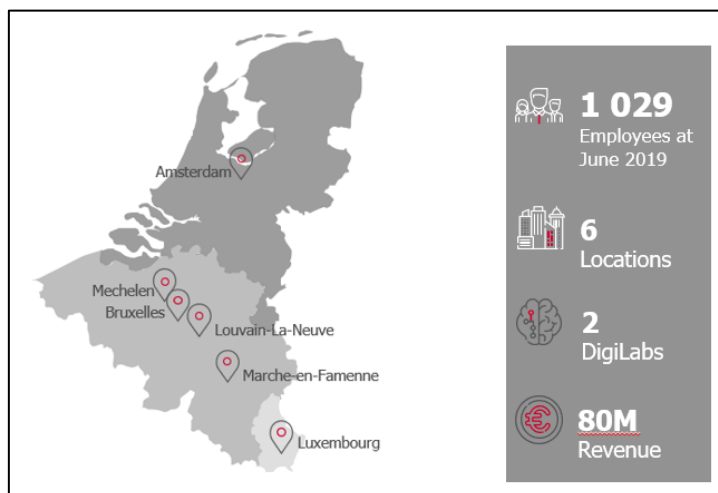 Amsterdam
Mechelen
Bruxelles
Louvain-La-Neuve
Marche-en-Famenne
Luxembourg
1 029
Employees at
June 2019
6
Locations
2
DigiLabs
80M
Revenue